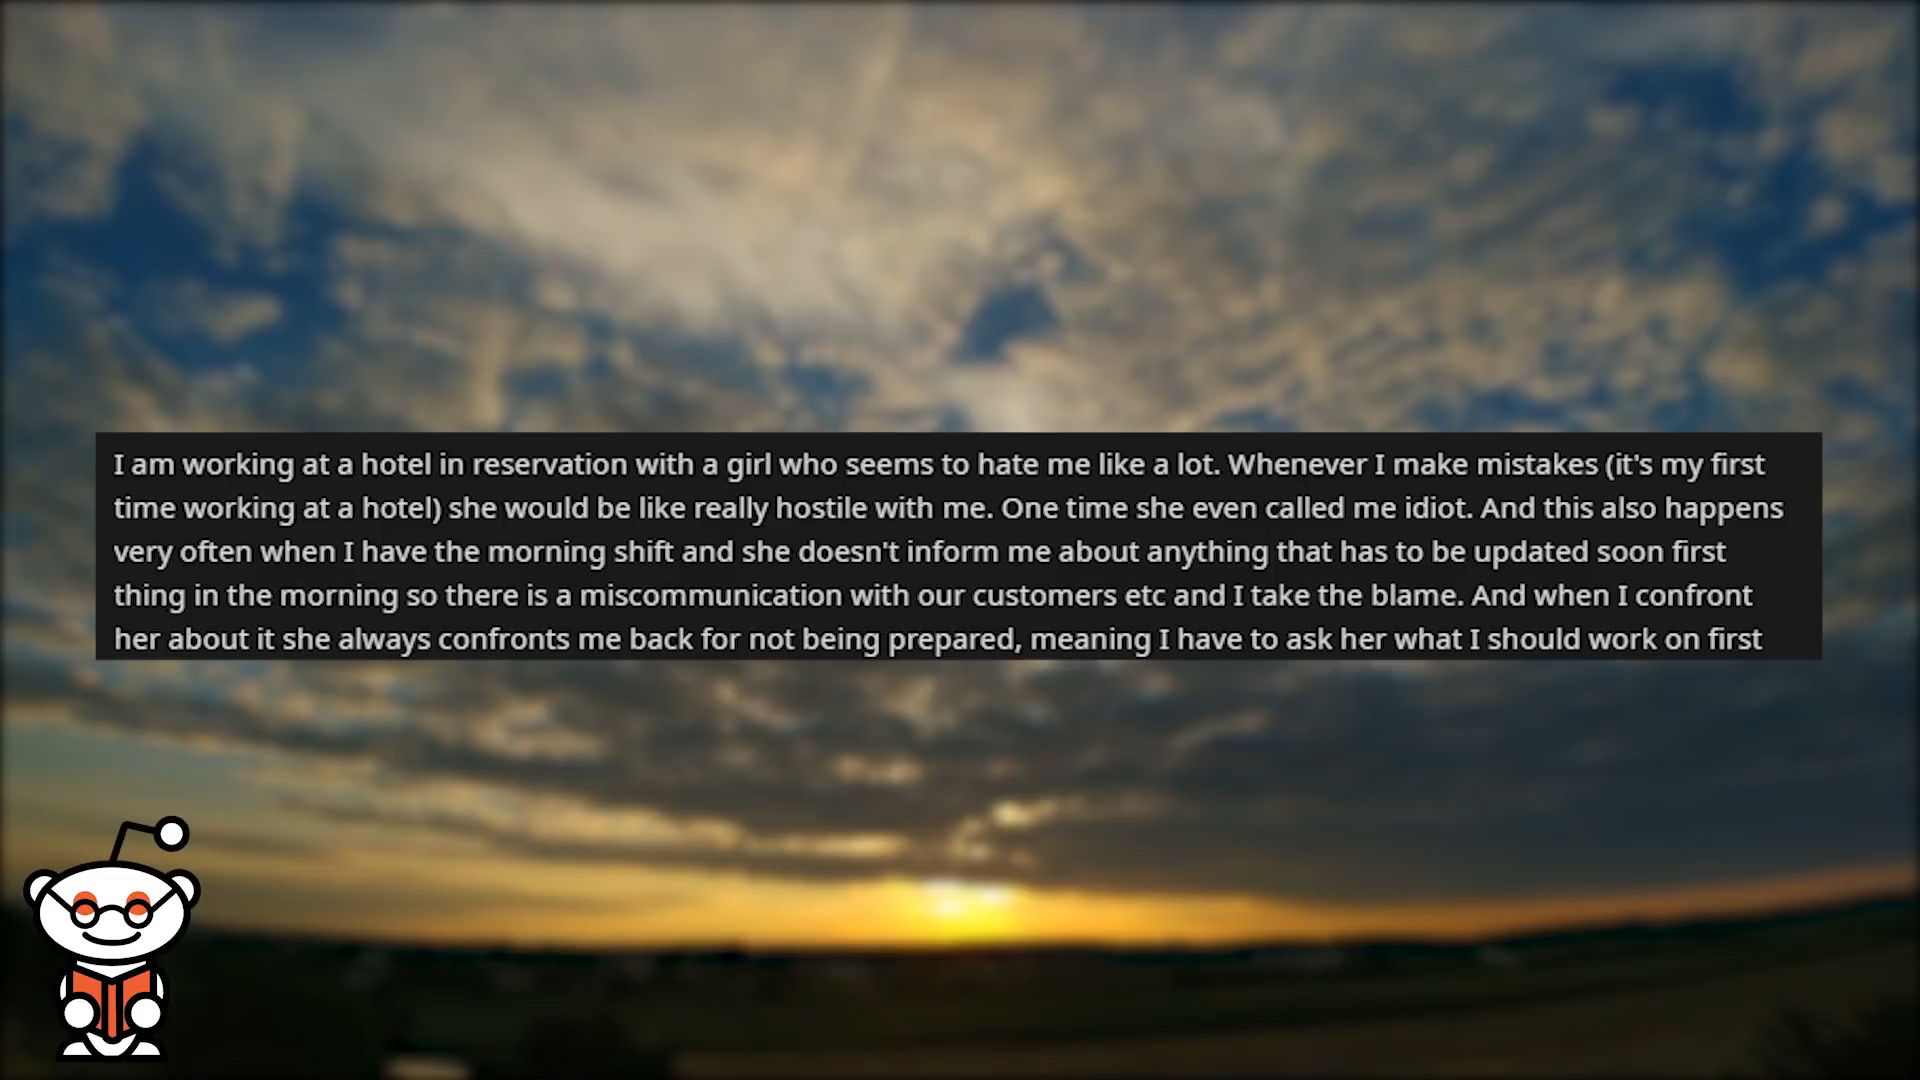 I am working at a hotel in reservation with a girl who seems to hate me like a lot. Whenever I make mistakes (it's my first
time working at a hotel) she would be like really hostile with me. One time she even called me idiot. And this also happens
very often when I have the morning shift and she doesn't inform me about anything that has to be updated soon first
thing in the morning so there is a miscommunication with our customers etc and I take the blame. And when I confront
her about it she always confronts me back for not being prepared, meaning I have to ask her what I should work on first